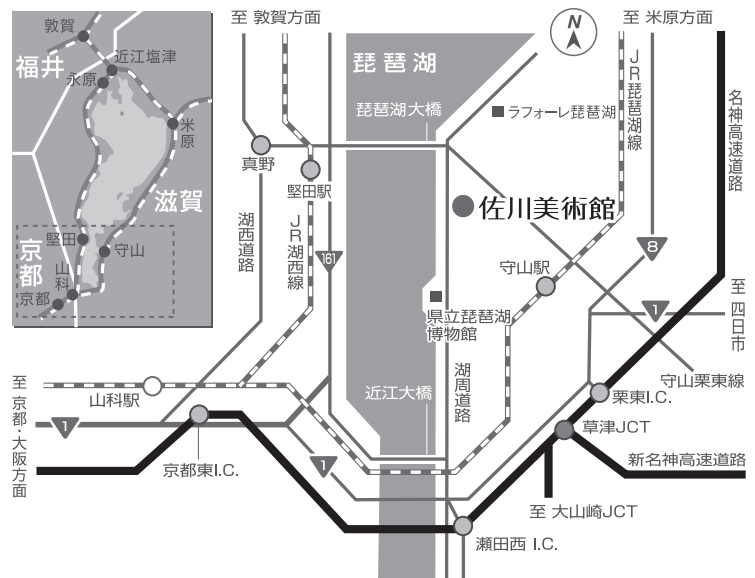 敦賀
福井
近江塩津
永原
米原
滋賀
堅田
守山
京都
山科
京都
至 敦賀方面
琵琶湖
N
至 米原方面
琵琶湖大橋
ラフォーレ琵琶湖
JR琵琶湖線
名神高速道路
真野
堅田駅
佐川美術館
湖西道路
JR湖西線
161
8
守山駅
県立琵琶湖
博物館
1
至 四日市
湖周道路
守山栗東線
至 京都・大阪方面
山科駅
近江大橋
栗東I.C.
1
草津JCT
京都東I.C.
1
新名神高速道路
至 大山崎JCT
瀬田西 I.C.